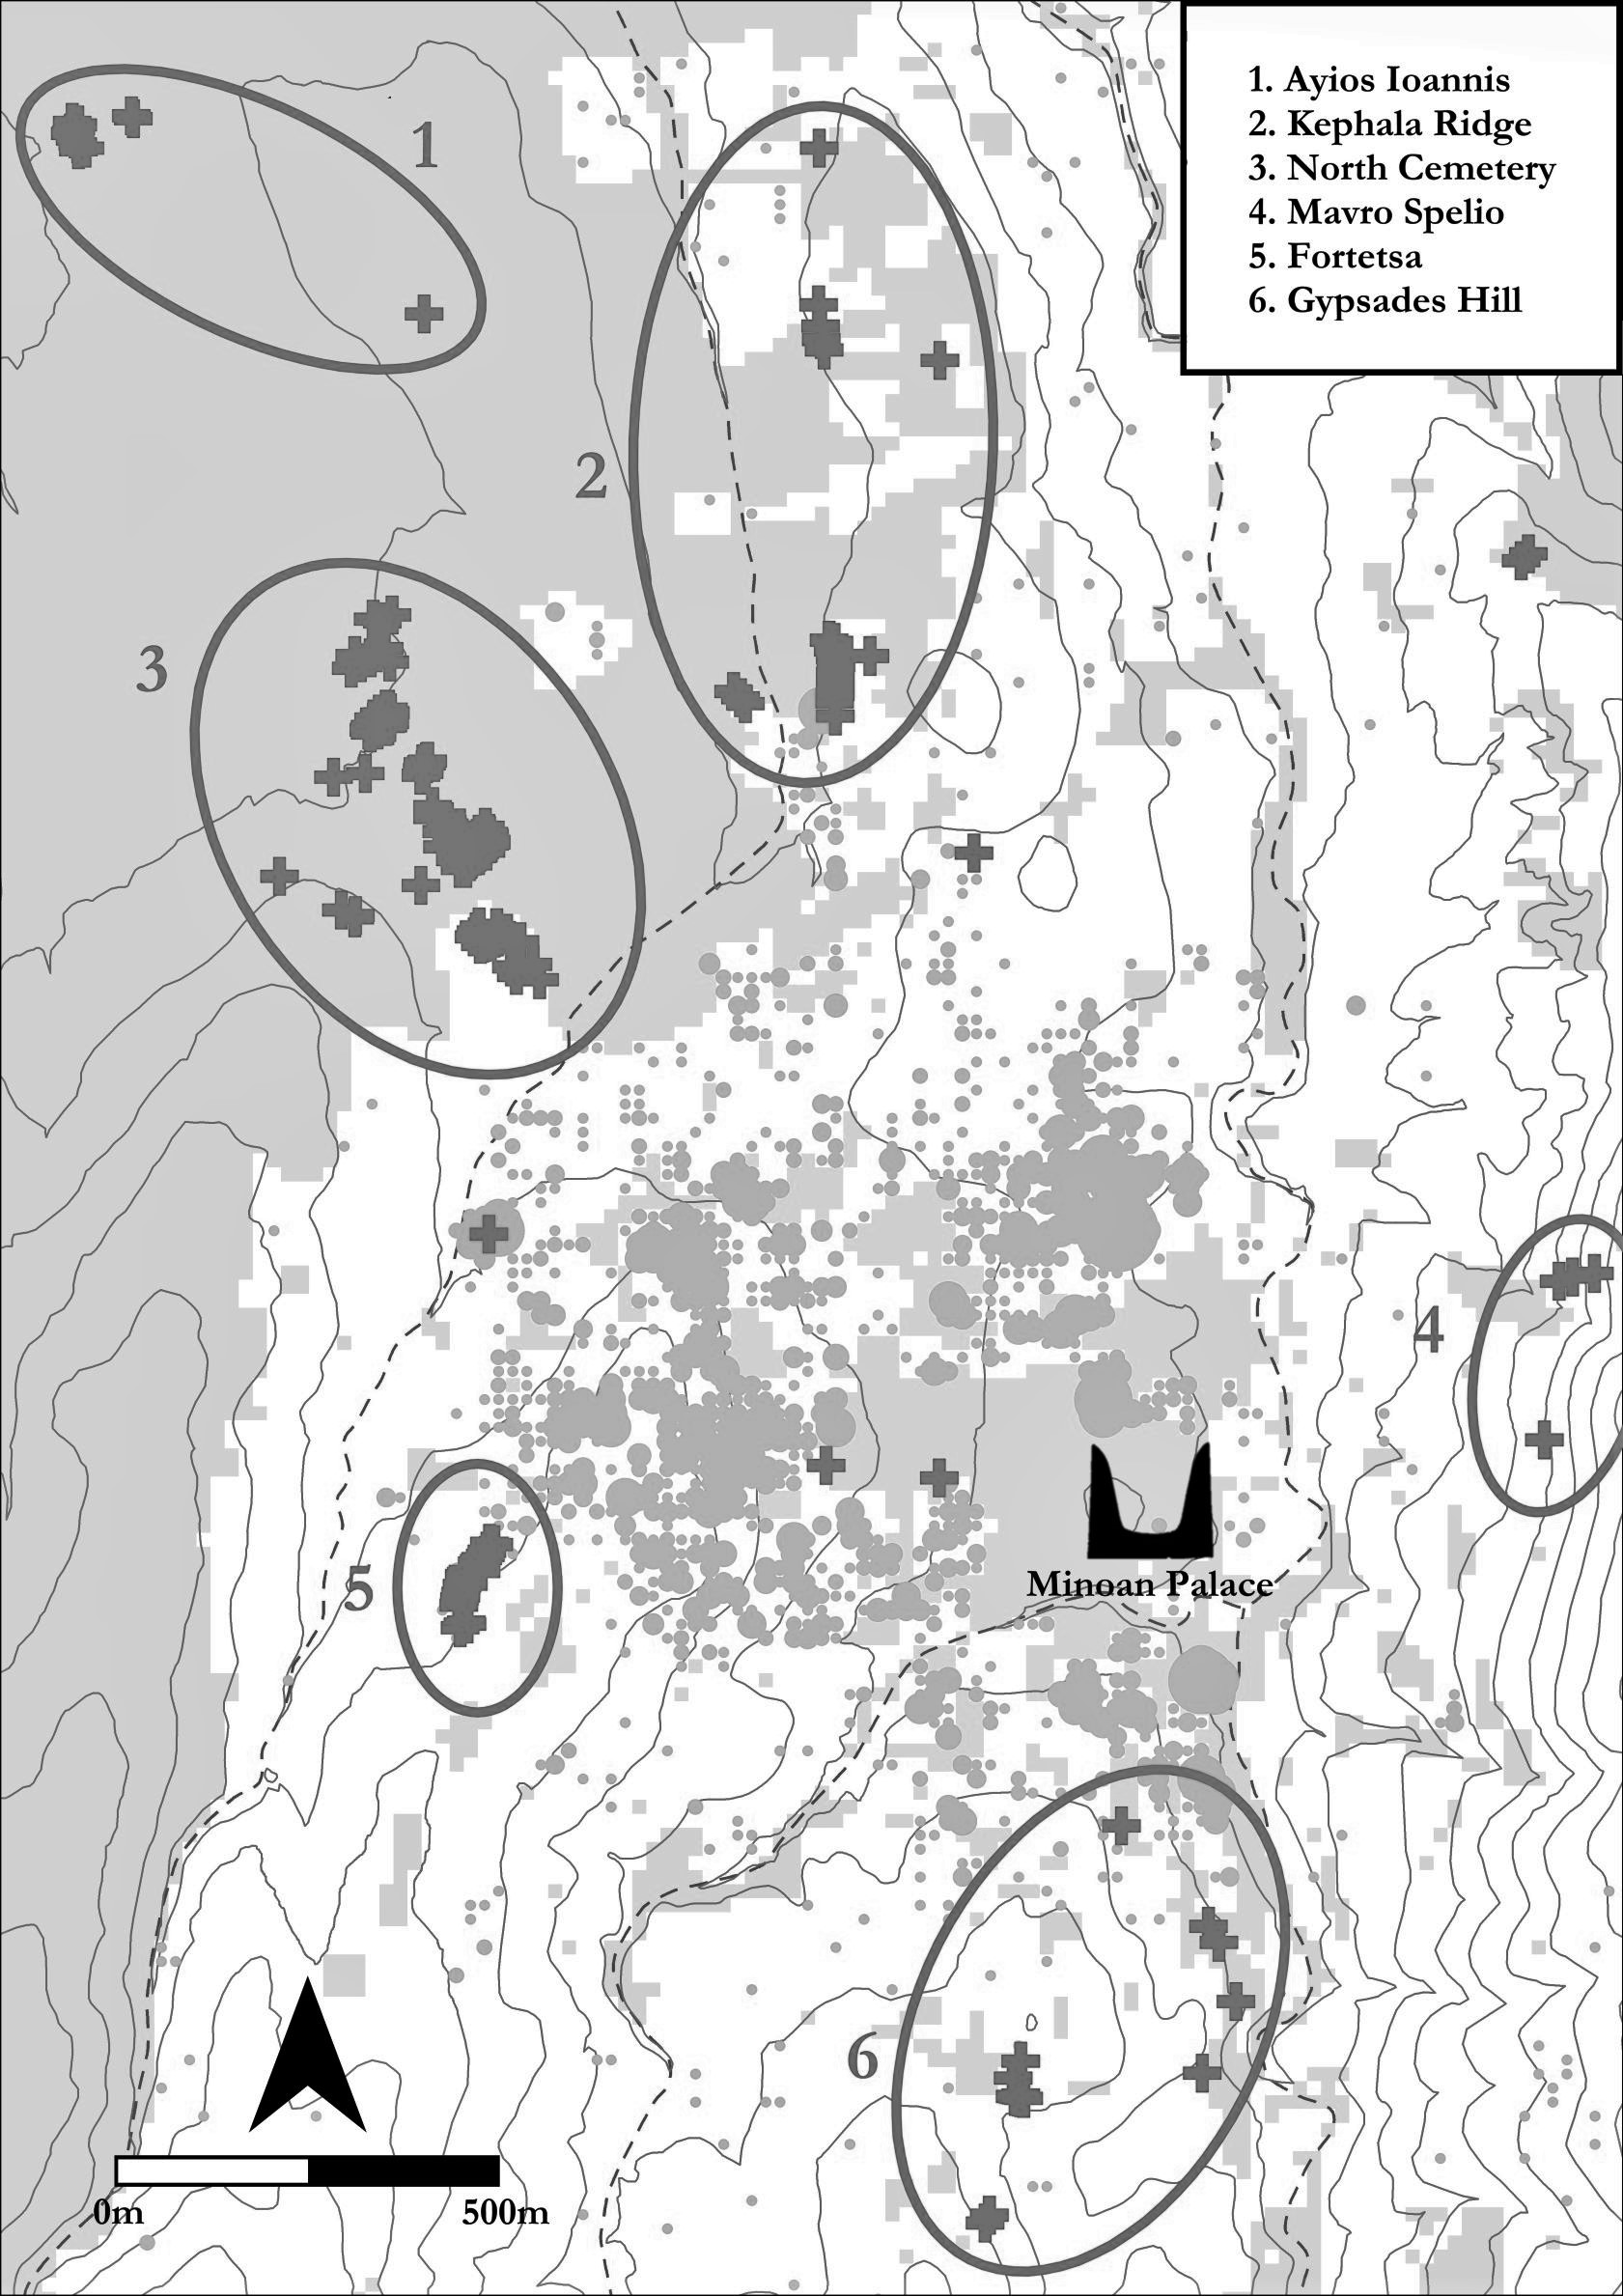 1. Ayios Ioannis
2. Kephala Ridge
3. North Cemetery
4. Mavro Spelio
5. Fortetsa
6. Gypsades Hill
1
2
3
4
5
Minoan Palace
6
0m 500m